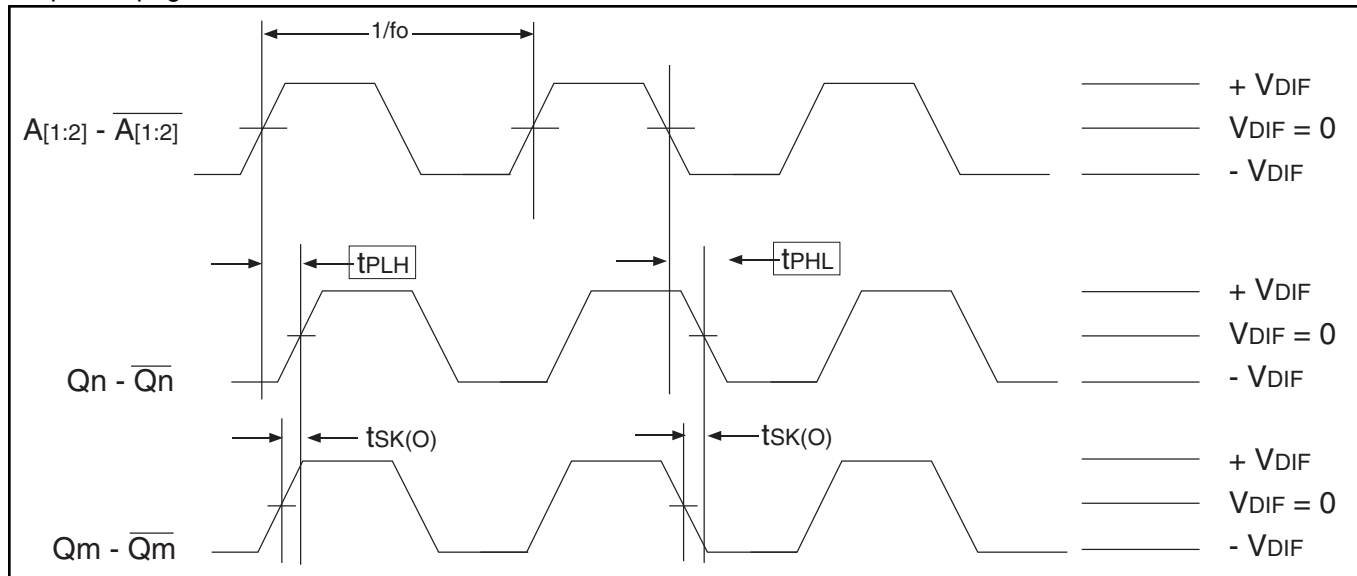 1/fo
+ VDIF
A[1:2] - A[1:2]
VDIF = 0
- VDIF
tPLH
tPHL
+ VDIF
VDIF = 0
Qn - Qn
- VDIF
tSK(O)
tSK(O)
+ VDIF
VDIF = 0
Qm - Qm
- VDIF